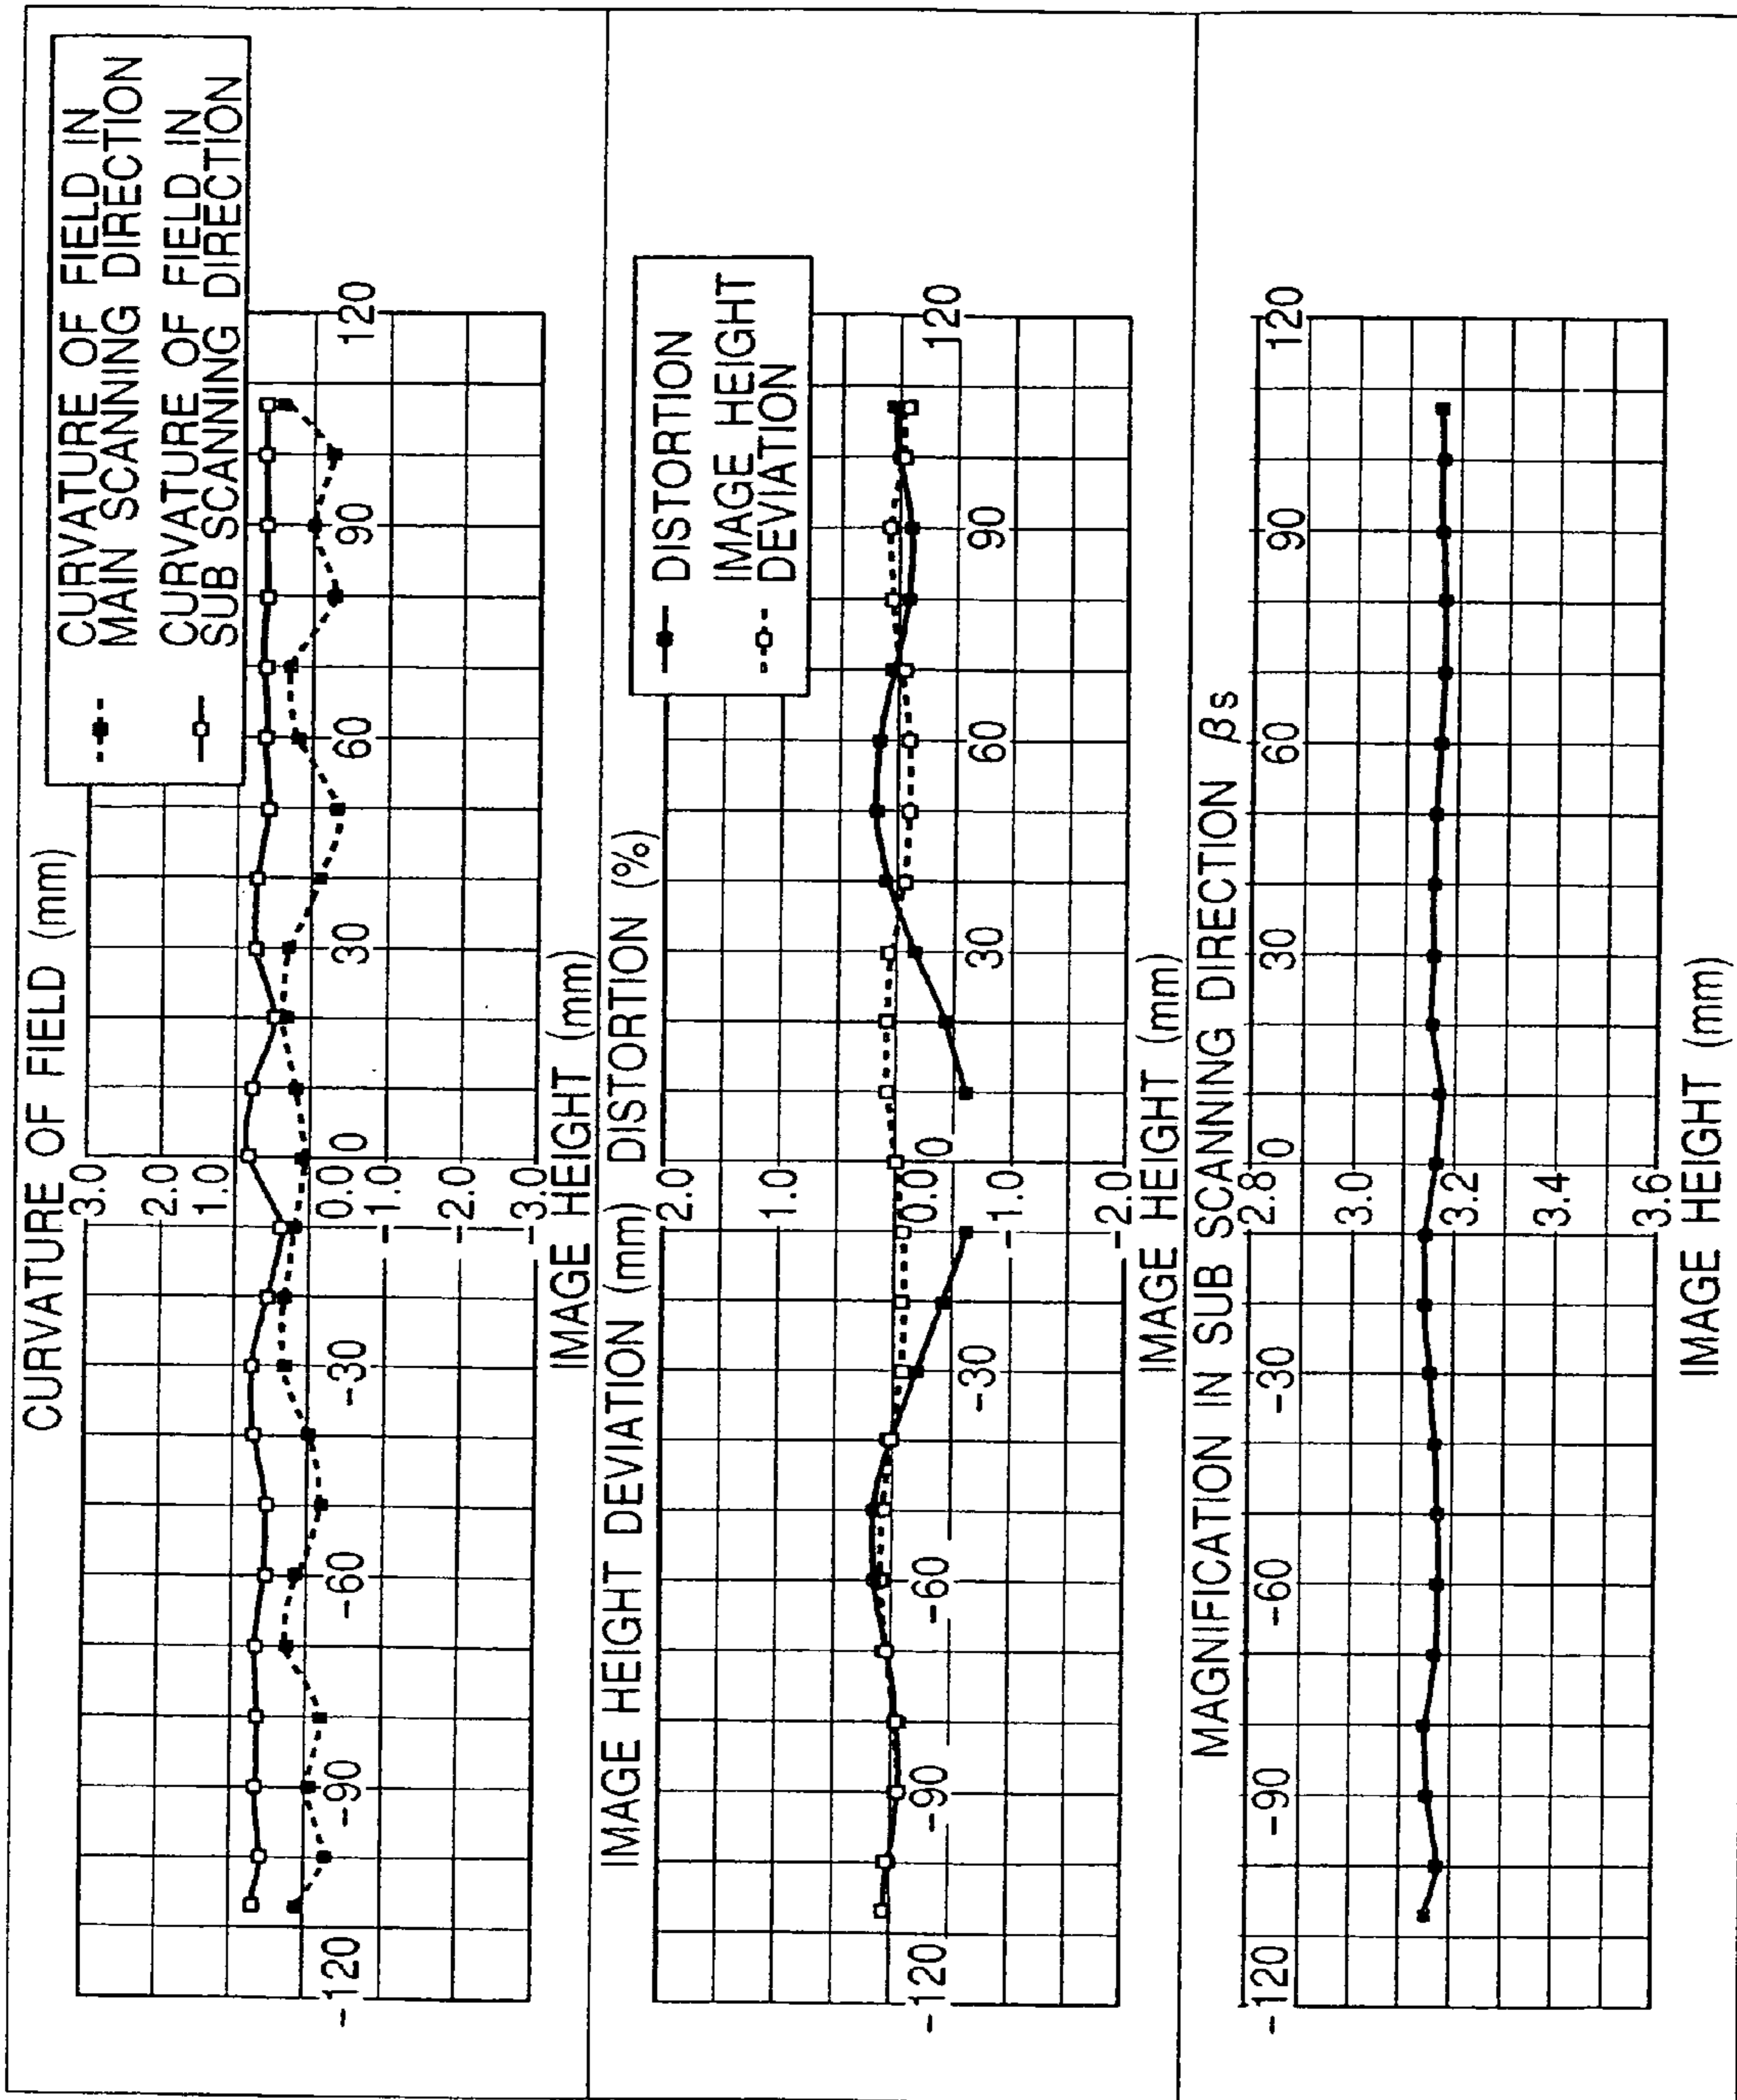 CURVATURE OF FIELD (mm)
CURVATURE OF FIELD IN
MAIN SCANNING DIRECTION
CURVATURE OF FIELD IN
SUB SCANNING DIRECTION
3.0
2.0
1.0
0.0
-1.0
-2.0
-3.0
-120 -90 -60 -30 0 30 60 90 120
IMAGE HEIGHT (mm)
IMAGE HEIGHT DEVIATION (mm) DISTORTION (%)
DISTORTION
IMAGE HEIGHT
DEVIATION
2.0
1.0
0.0
-1.0
-2.0
-120 -90 -60 -30 0 30 60 90 120
IMAGE HEIGHT (mm)
MAGNIFICATION IN SUB SCANNING DIRECTION βs
2.8
3.0
3.2
3.4
3.6
-120 -90 -60 -30 0 30 60 90 120
IMAGE HEIGHT (mm)